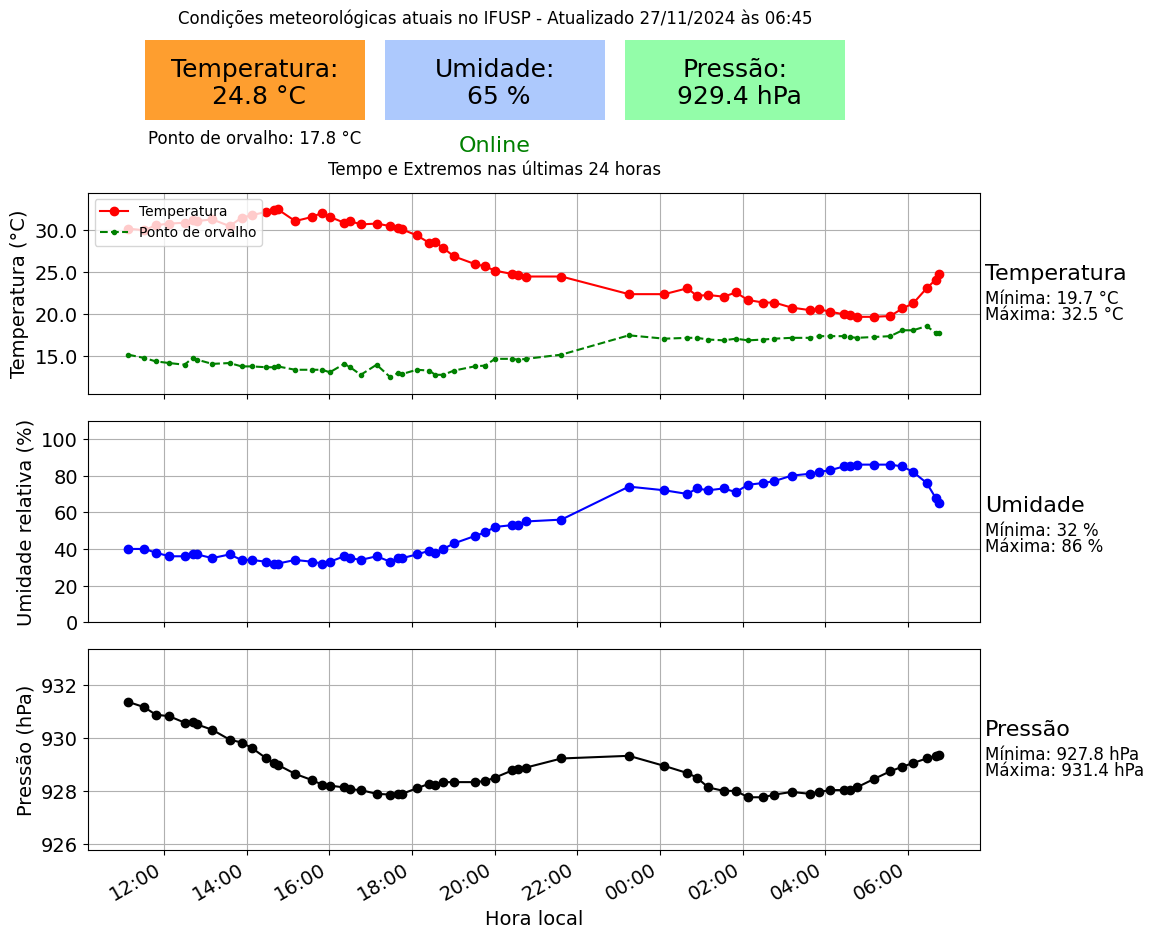 Condições meteorológicas atuais no IFUSP - Atualizado 27/11/2024 às 06:45
Temperatura:
24.8 °C
Umidade:
65 %
Pressão:
929.4 hPa
Ponto de orvalho: 17.8 °C
Online
Tempo e Extremos nas últimas 24 horas
Temperatura (°C)
30.0
25.0
20.0
15.0
Temperatura
Ponto de orvalho
Temperatura
Mínima: 19.7 °C
Máxima: 32.5 °C
Umidade relativa (%)
100
80
60
40
20
0
Umidade
Mínima: 32 %
Máxima: 86 %
Pressão (hPa)
932
930
928
926
Pressão
Mínima: 927.8 hPa
Máxima: 931.4 hPa
12:00
14:00
16:00
18:00
20:00
22:00
00:00
02:00
04:00
06:00
Hora local